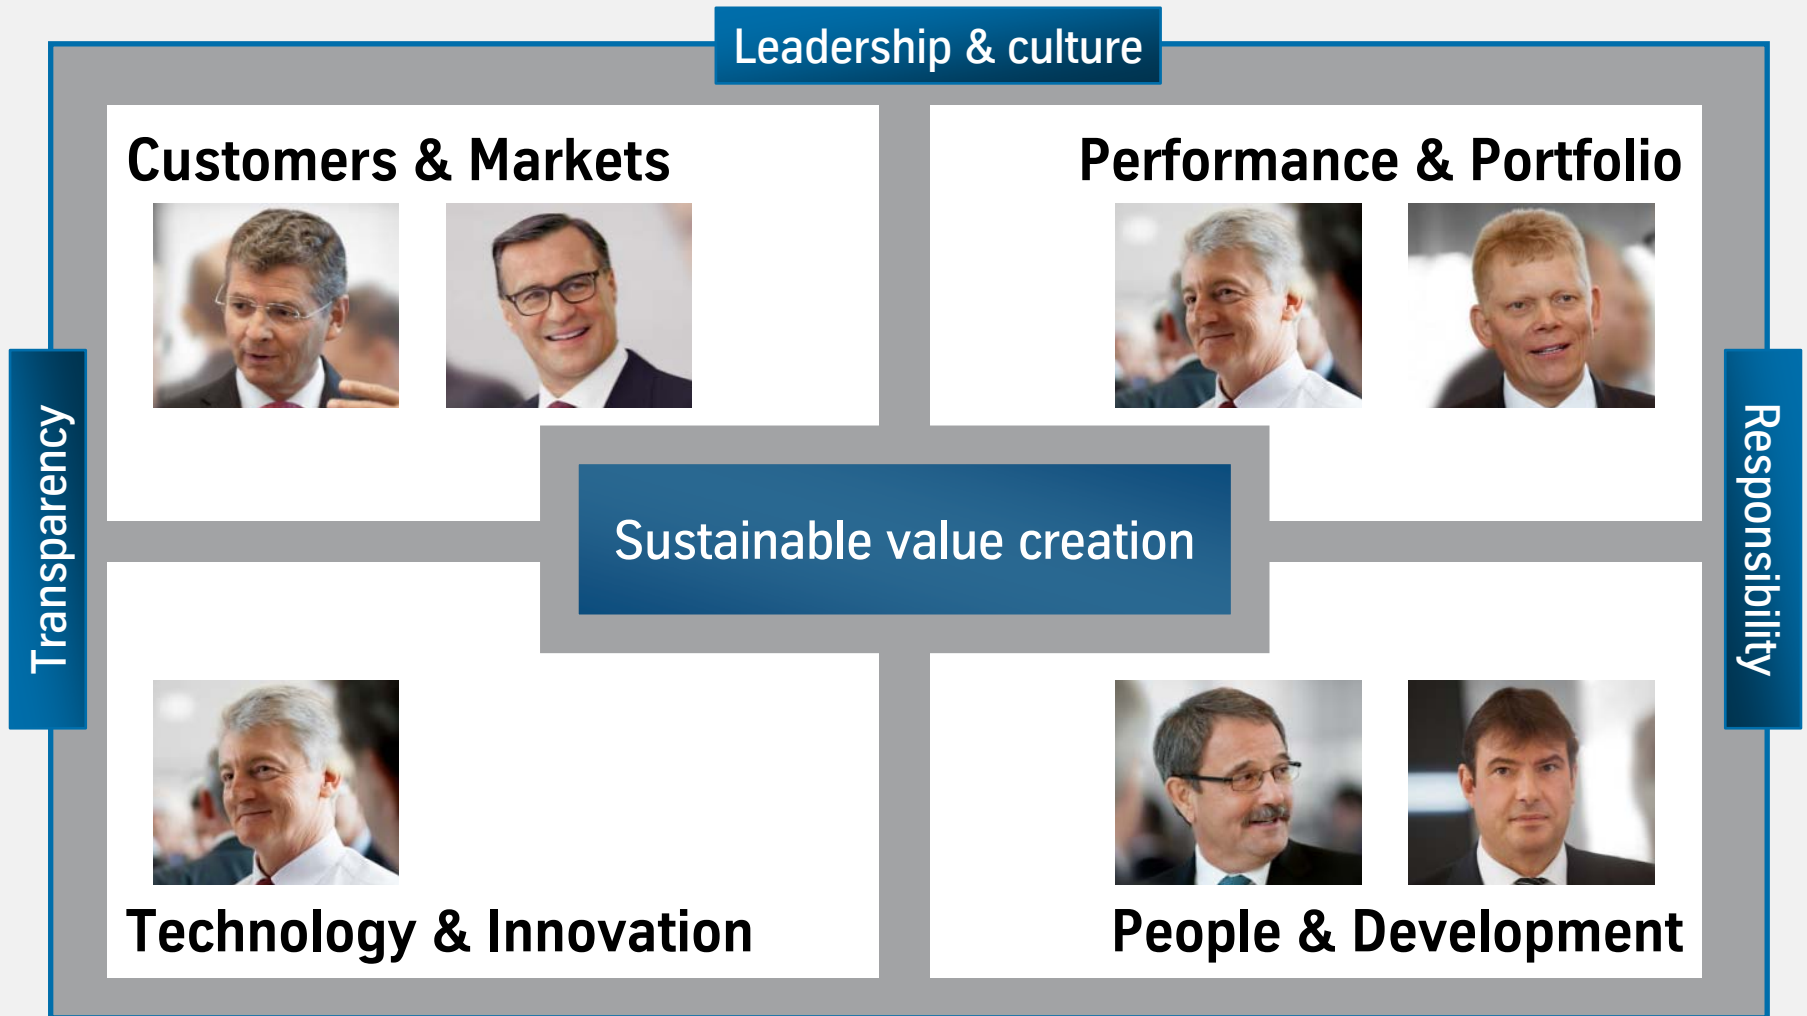 Leadership & culture
Customers & Markets
Performance & Portfolio
Transparency
Sustainable value creation
Responsibility
Technology & Innovation
People & Development